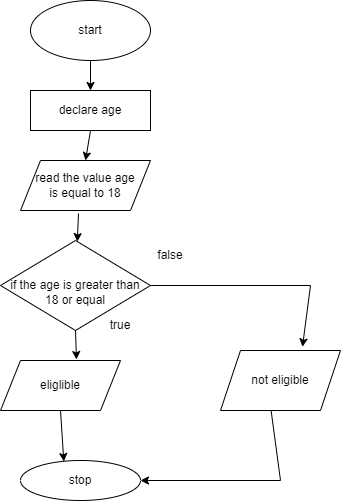 start
declare age
read the value age
is equal to 18
false
if the age is greater than
18 or equal
true
eliglible
not eligible
stop